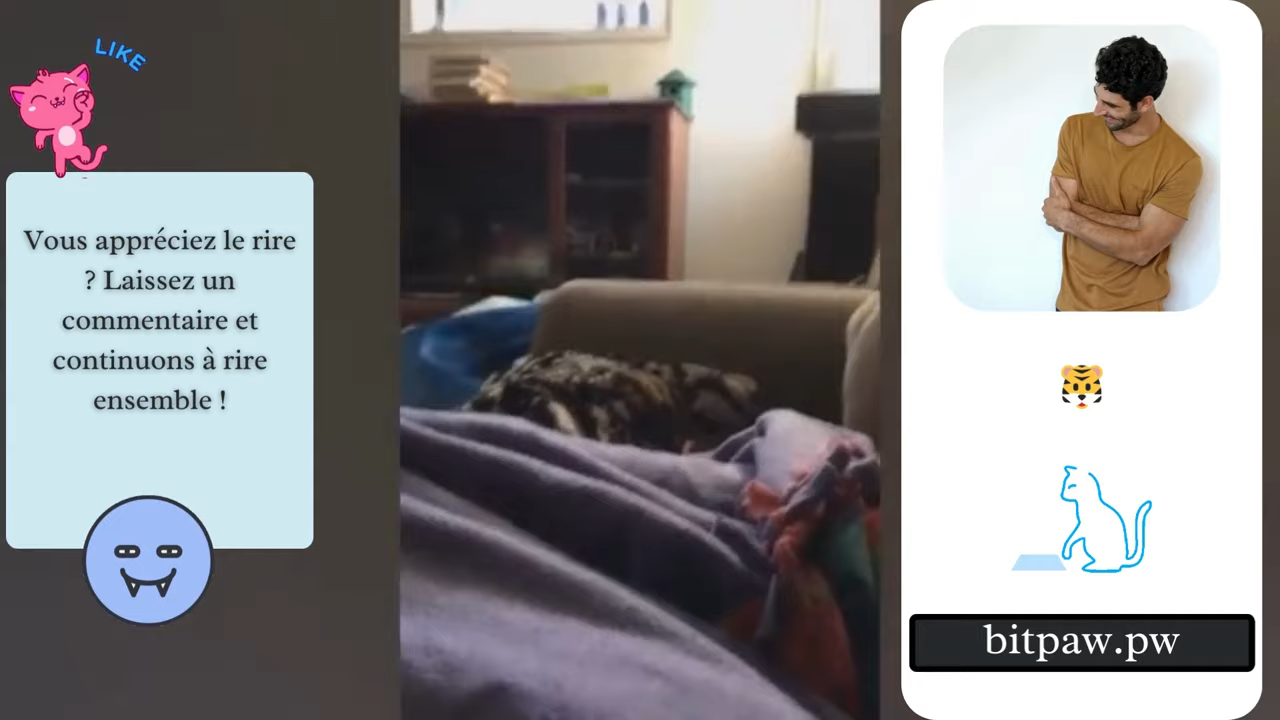 LIKE
Vous appréciez le rire
? Laissez un
commentaire et
continuons à rire
ensemble !
bitpaw.pw